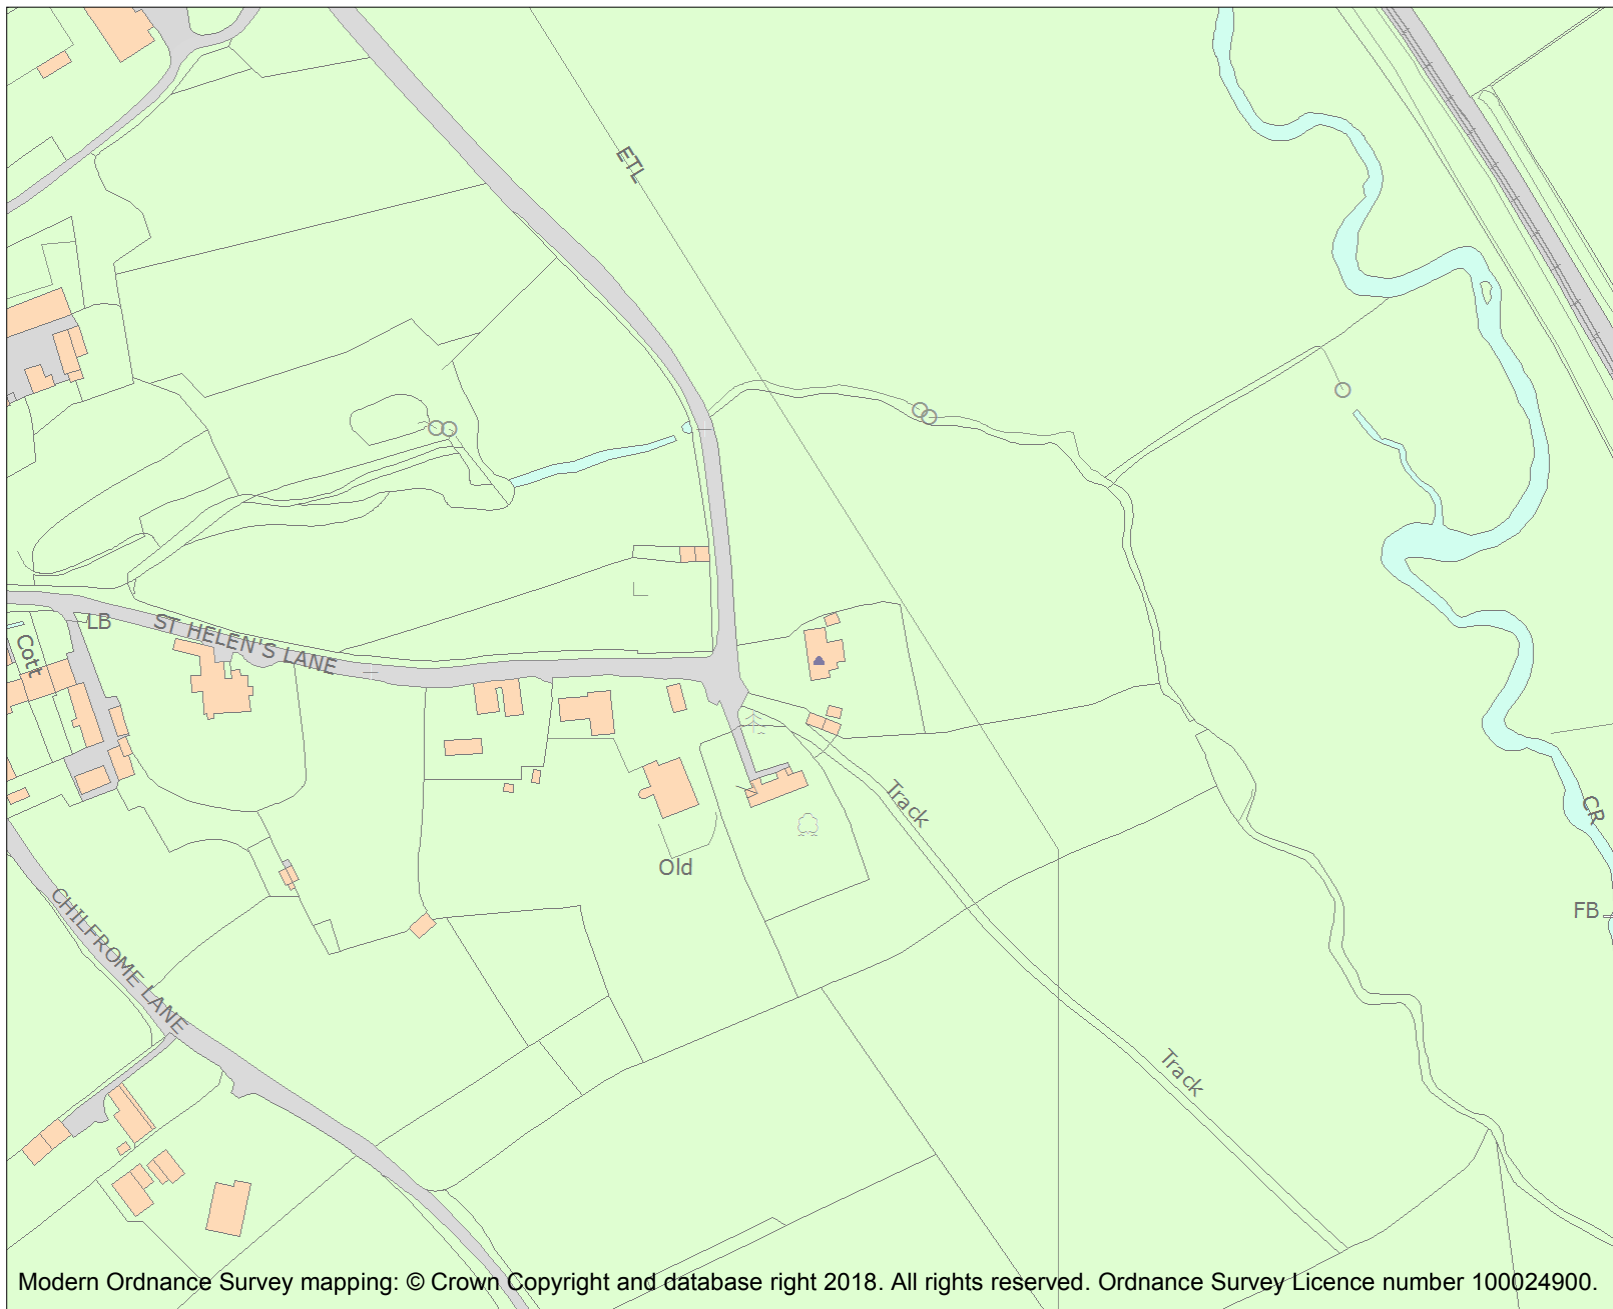 ETL
LB
ST HELEN'S LANE
Cott
Track
CR
Old
FB
CHILFROME LANE
Track
Modern Ordnance Survey mapping: © Crown Copyright and database right 2018. All rights reserved. Ordnance Survey Licence number 100024900.